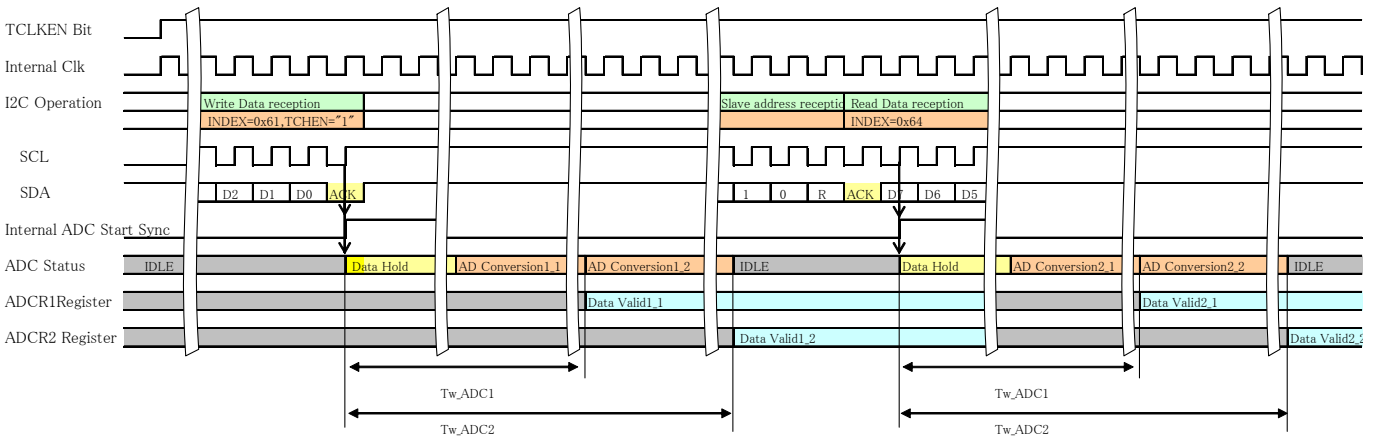 TCLKEN Bit
Internal Clk
I2C Operation
Write Data reception
Slave address receptio
Read Data reception
INDEX=0x61,TCHEN="1"
INDEX=0x64
SCL
SDA
D2 D1 D0 ACK
1 0 R ACK D7 D6 D5
Internal ADC Start Sync
ADC Status
IDLE
Data Hold
AD Conversion1_1
AD Conversion1_2
IDLE
Data Hold
AD Conversion2_1
AD Conversion2_2
IDLE
ADCR1Register
Data Valid1_1
Data Valid2_1
ADCR2 Register
Data Valid1_2
Data Valid2_2
Tw_ADC1
Tw_ADC1
Tw_ADC2
Tw_ADC2